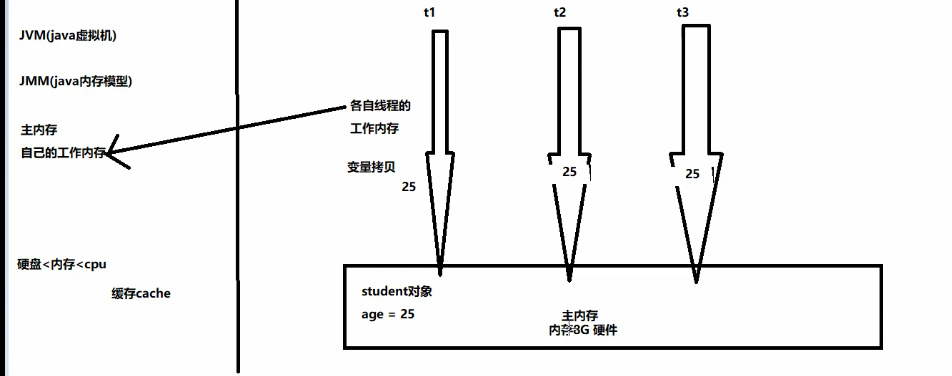 t1
t2
t3
JVM(java虚拟机)
JMM(java内存模型)
主内存
自己的工作内存
硬盘<内存<cpu
缓存cache
各自线程的
工作内存
变量拷贝
25
25
25
student对象
age = 25
主内存
内存8G 硬件